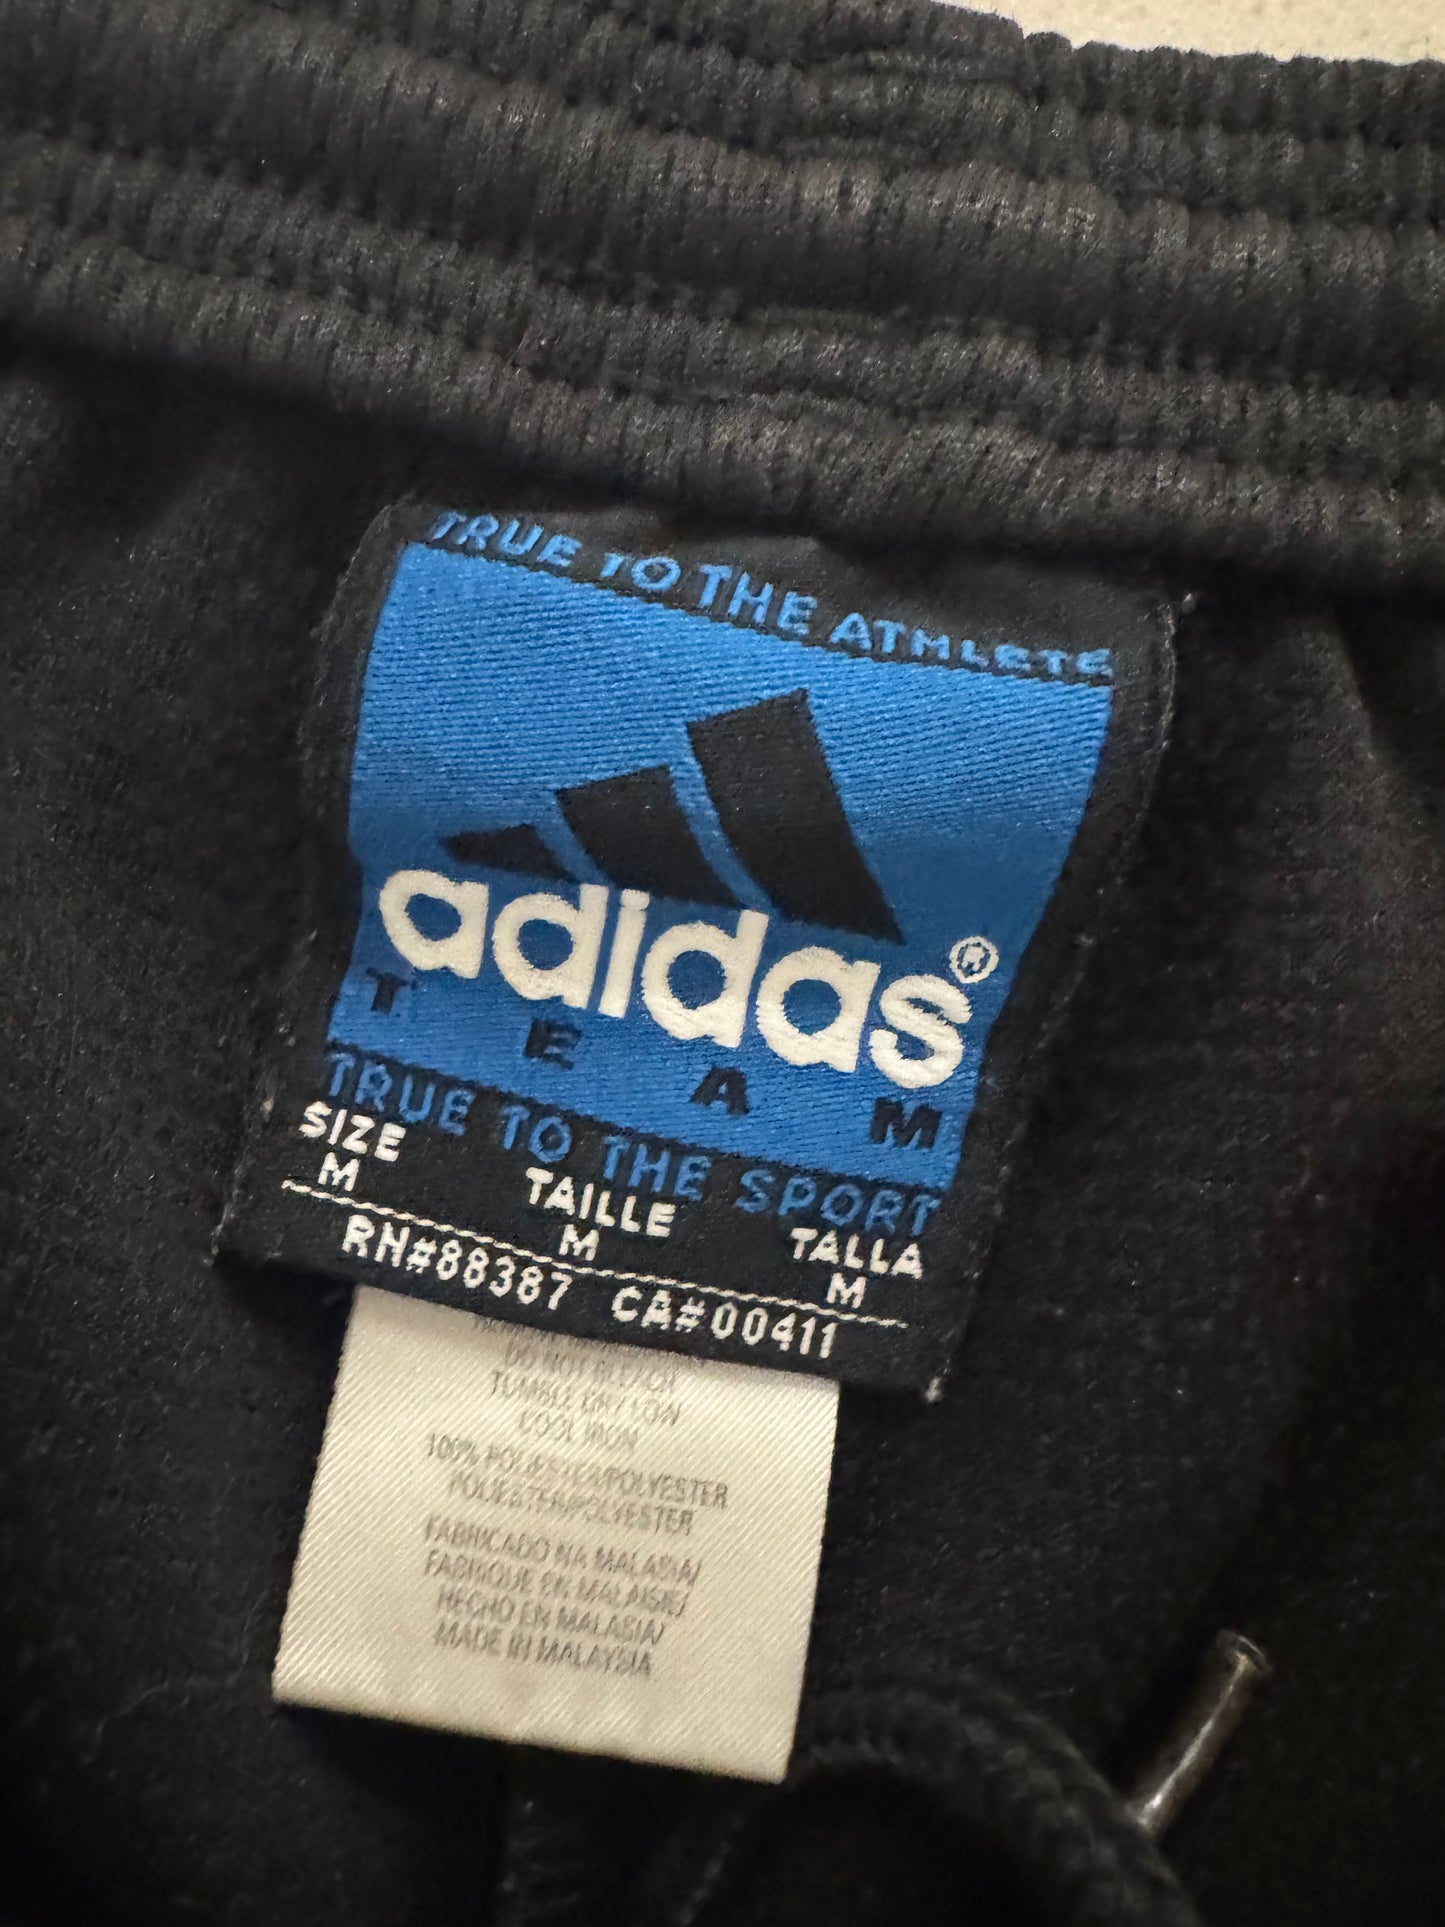 TRUE TO THE ATHLETE
adidas®
TEAM
TRUE TO THE SPORT
SIZE TAILLE TALLA
M M M
RN#88387 CA#00411
DO NOT BLEACH
TUMBLE DRY LOW
COOL IRON
100% POLIESTER/POLYESTER
POLIESTER/POLYESTER
FABRICADO NA MALASIA/
FABRIQUE EN MALAISIE/
HECHO EN MALASIA/
MADE IN MALAYSIA